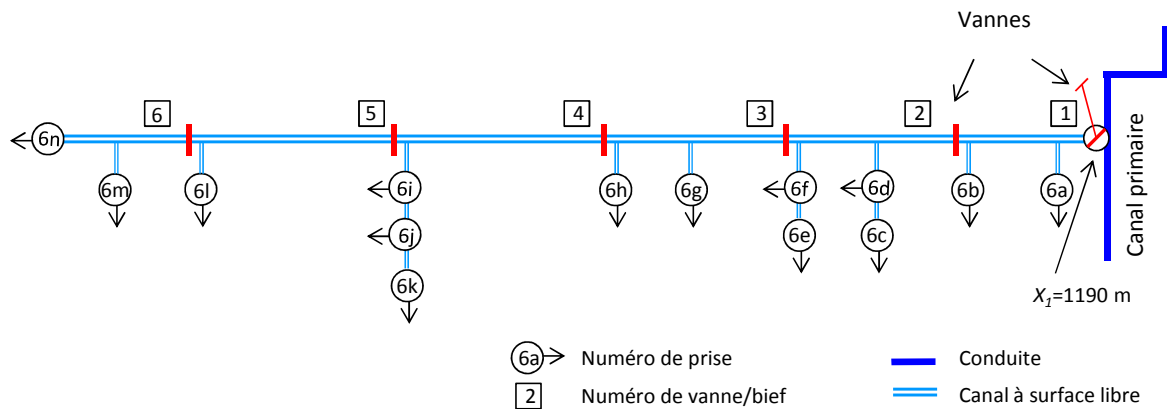 Vannes
6
5
4
3
2
1
6n
6m
6l
6i
6h
6g
6f
6d
6b
6a
6j
6e
6c
6k
Canal primaire
X1=1190 m
6a
Numéro de prise
Conduite
2
Numéro de vanne/bief
Canal à surface libre